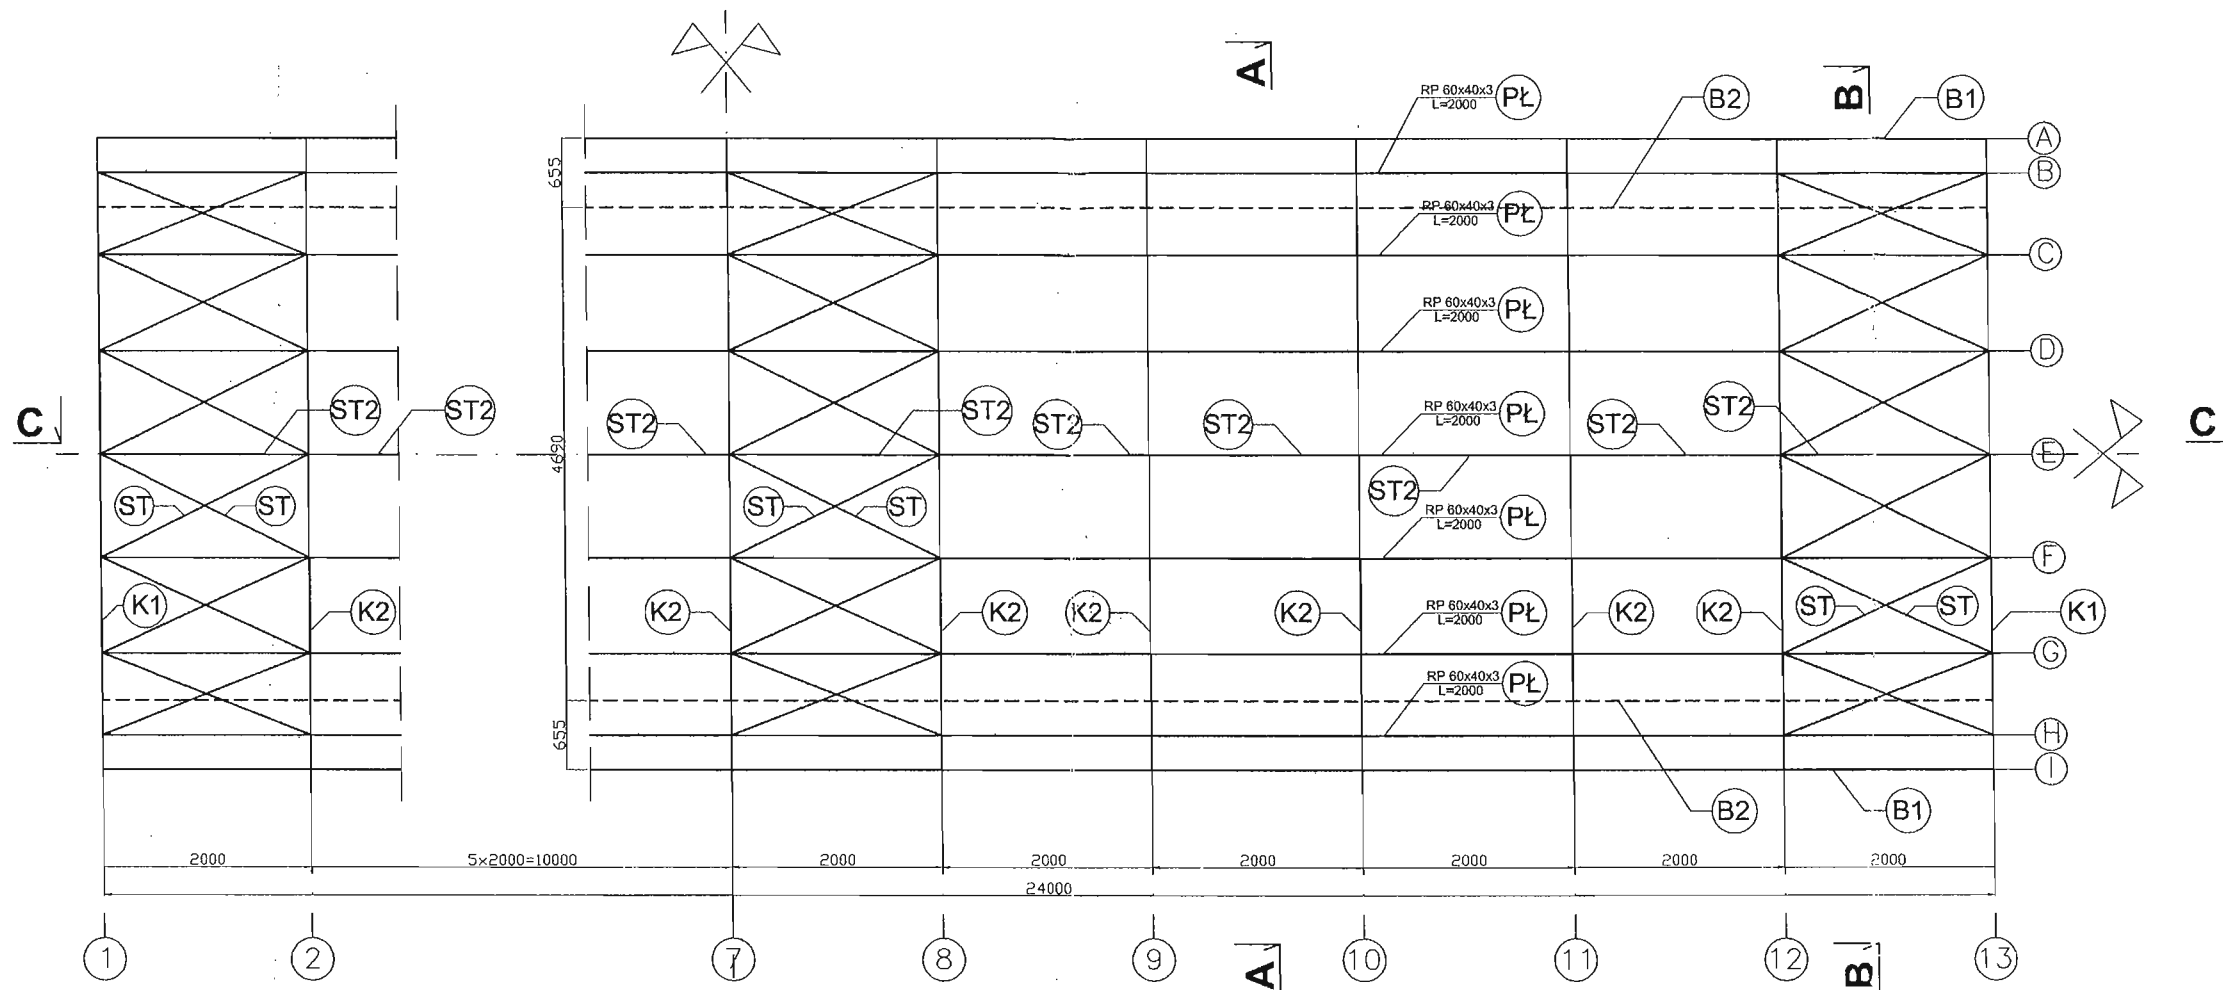 A
B
RP 60x40x3
L=2000
PŁ
B2
B1
A
B
655
RP 60x40x3
L=2000
PŁ
C
RP 60x40x3
L=2000
PŁ
D
C
ST2
ST2
ST2
ST2
ST2
ST2
RP 60x40x3
L=2000
PŁ
ST2
ST2
C
4690
E
ST
ST
ST
ST
ST2
RP 60x40x3
L=2000
PŁ
F
K1
K2
K2
K2
K2
K2
RP 60x40x3
L=2000
PŁ
K2
K2
ST
ST
K1
G
RP 60x40x3
L=2000
PŁ
655
H
I
B2
B1
2000
5x2000=10000
2000
2000
2000
2000
2000
2000
24000
1
2
7
8
9
10
11
12
13
A
B